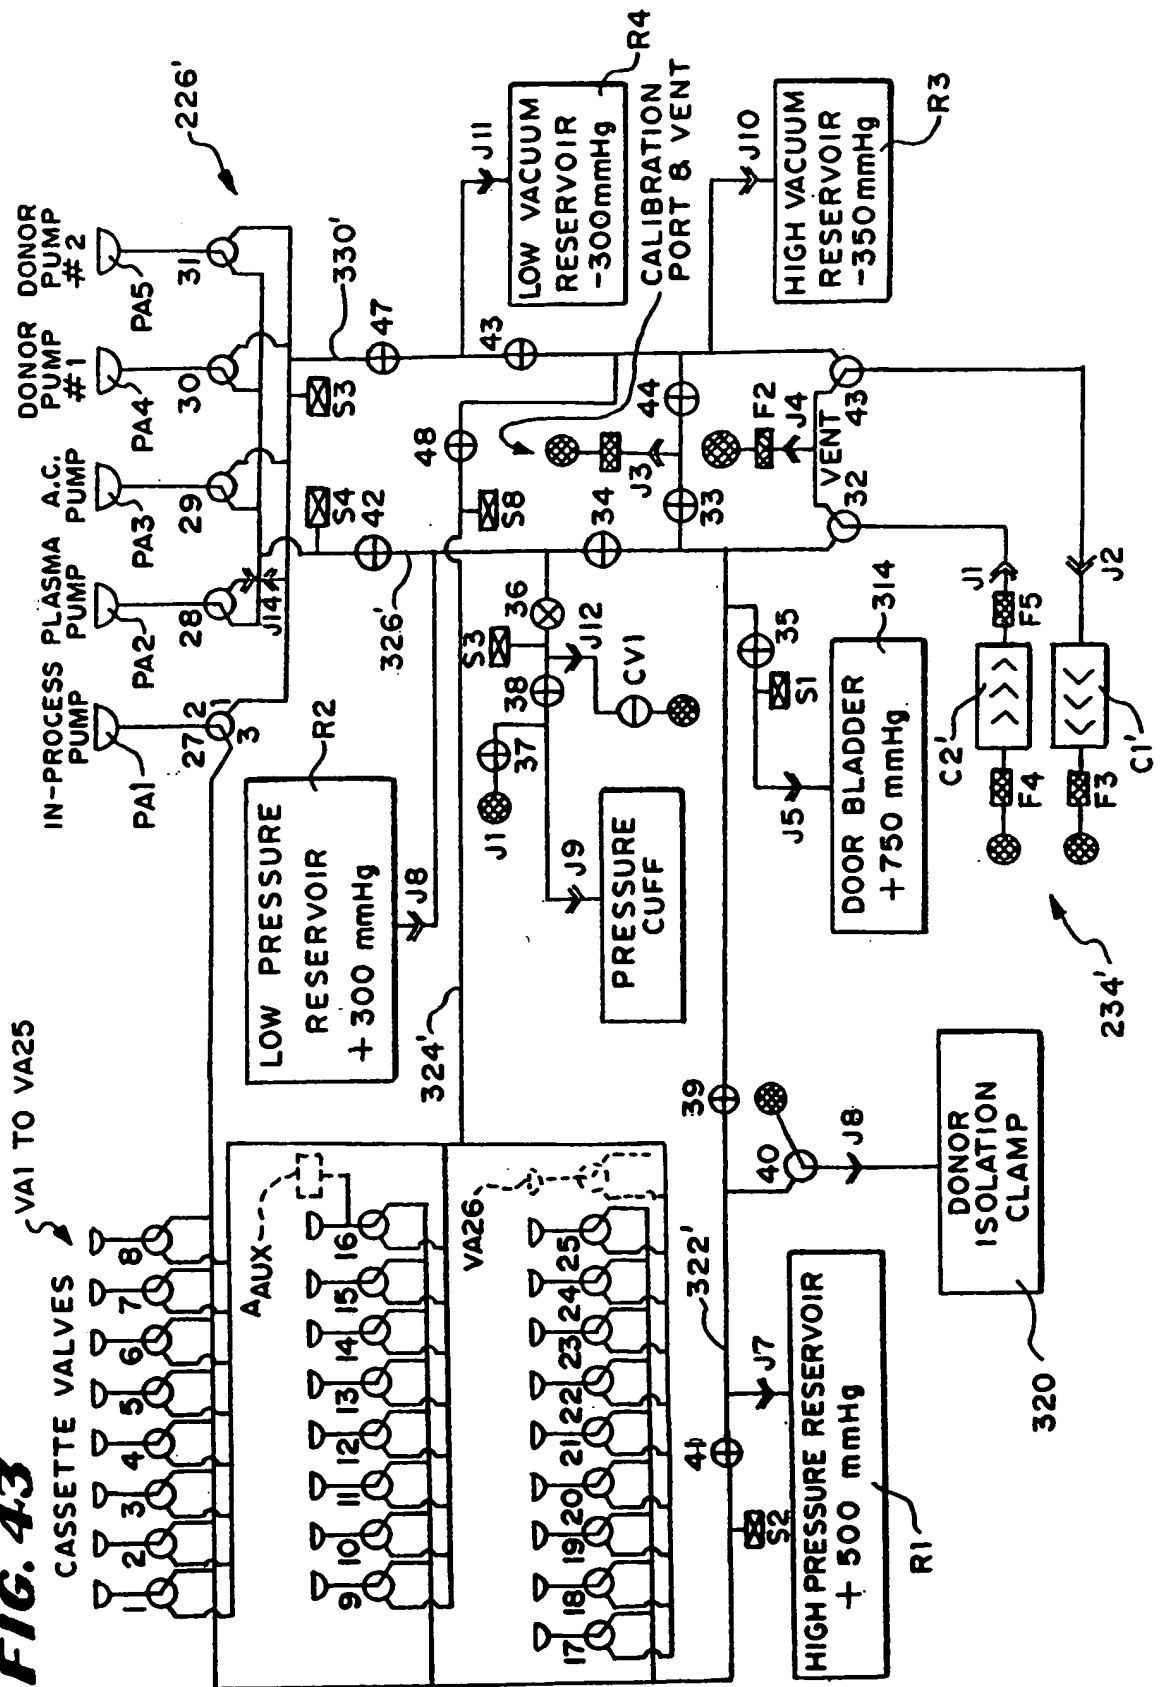 FIG. 43
CASSETTE VALVES
VA1 TO VA25
1 2 3 4 5 6 7 8
AAUX
9 10 11 12 13 14 15 16
VA26
17 18 19 20 21 22 23 24 25
IN-PROCESS PUMP
PLASMA PUMP
A.C. PUMP
DONOR PUMP #1
DONOR PUMP #2
226'
PA1
PA2
PA3
PA4
PA5
27 2 1 3
28
29
30
31
J14
R2
LOW PRESSURE
RESERVOIR
+300 mmHg
J8
324'
326'
S4
42
S3
330'
47
J11
R4
LOW VACUUM
RESERVOIR
-300mmHg
43
48
S8
CALIBRATION
PORT & VENT
J3
34
33
44
J10
HIGH VACUUM
RESERVOIR
-350mmHg
R3
F2
J4
VENT
32
43
S3
36
38
37
J1
J12
CV1
J9
PRESSURE
CUFF
35
S1
J5
314
DOOR BLADDER
+750 mmHg
J1
F5
C2'
F4
J2
C1'
F3
234'
39
40
J8
DONOR
ISOLATION
CLAMP
320
322'
41
S2
J7
HIGH PRESSURE RESERVOIR
+500 mmHg
R1